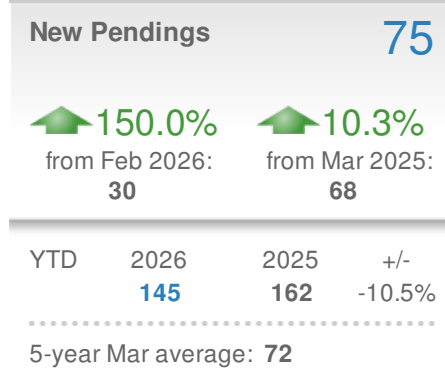 New Pendings 75
150.0% 10.3%
from Feb 2026: from Mar 2025:
30 68
YTD 2026 2025 +/-
145 162 -10.5%
5-year Mar average: 72